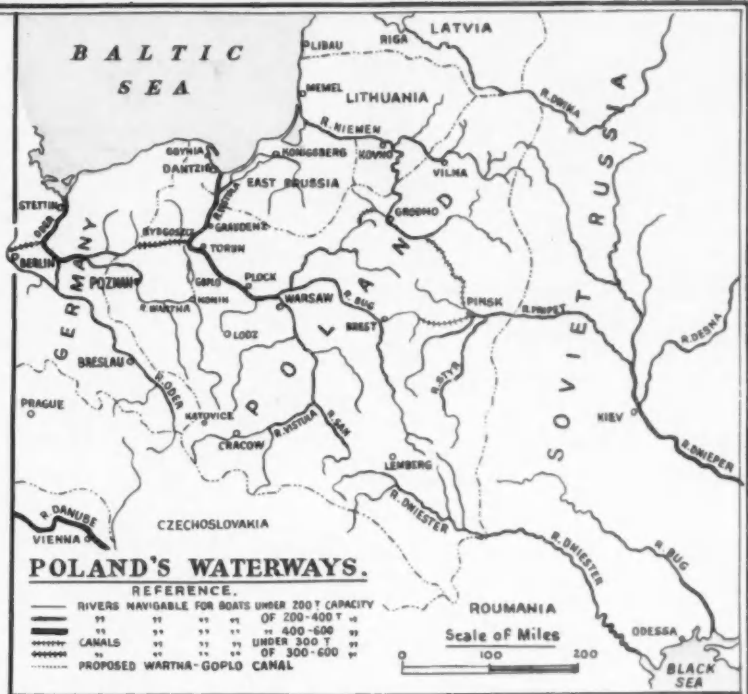 BALTIC
SEA
LATVIA
RIGA
LIBAU
MEMEL
LITHUANIA
R. DWINA
R. NIEMEN
KOVNO
VILNA
KONIGSBERG
GDYNIA
DANTZIG
EAST PRUSSIA
R. VISTULA
GRODNO
GRAUDENZ
STETTIN
ODER
BERLIN
BYDGOSZCZ
TORUN
GERMANY
POZNAN
GOPLO
KONIN
R. WARTHA
PLOCK
WARSAW
R. BUG
BREST
PINSK
R. PRIPET
R. DESNA
LODZ
POLAND
SOVIET RUSSIA
BRESLAU
R. ODER
R. STYR
PRAGUE
KATOVICE
CRACOW
R. VISTULA
R. SAN
LEMBERG
KIEV
R. DNIEPER
R. DANUBE
VIENNA
CZECHOSLOVAKIA
R. DNIESTER
R. DNIESTER
R. BUG
ROUMANIA
ODESSA
BLACK
SEA
POLAND'S WATERWAYS.
REFERENCE.
RIVERS NAVIGABLE FOR BOATS UNDER 200 T CAPACITY
" " " " OF 200-400 T "
" " " " " 400-600 "
CANALS " " " UNDER 300 T "
" " " " OF 300-600 "
PROPOSED WARTHA-GOPLO CANAL
Scale of Miles
0 100 200